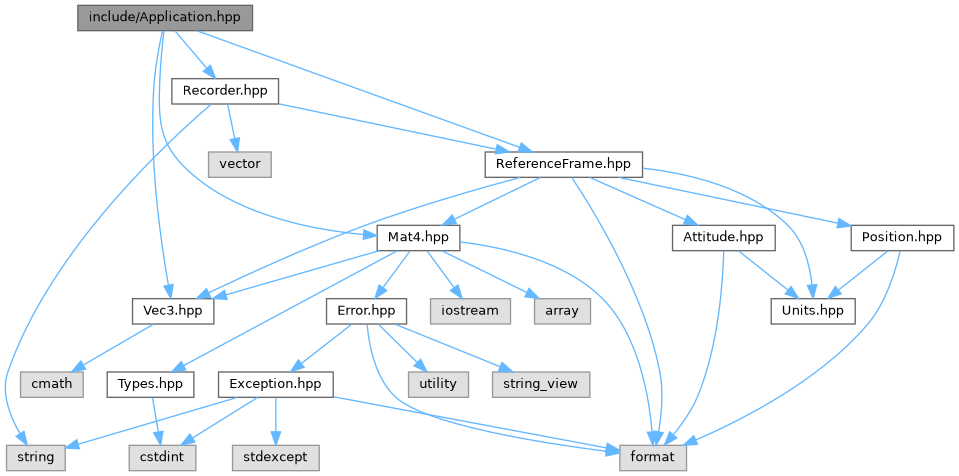 include/Application.hpp
Recorder.hpp
vector
ReferenceFrame.hpp
Mat4.hpp
Attitude.hpp
Position.hpp
Vec3.hpp
Error.hpp
iostream
array
Units.hpp
cmath
Types.hpp
Exception.hpp
utility
string_view
string
cstdint
stdexcept
format